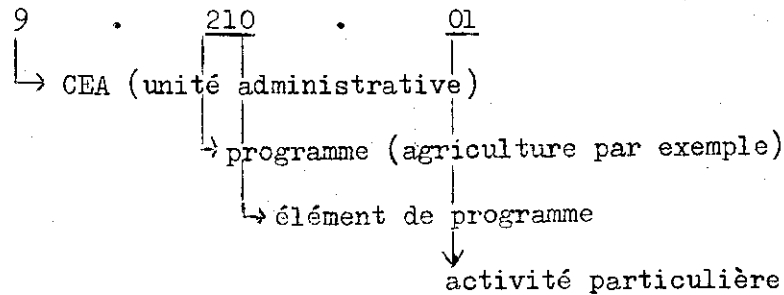 9 . 210 . 01
CEA (unité administrative)
programme (agriculture par exemple)
élément de programme
activité particulière